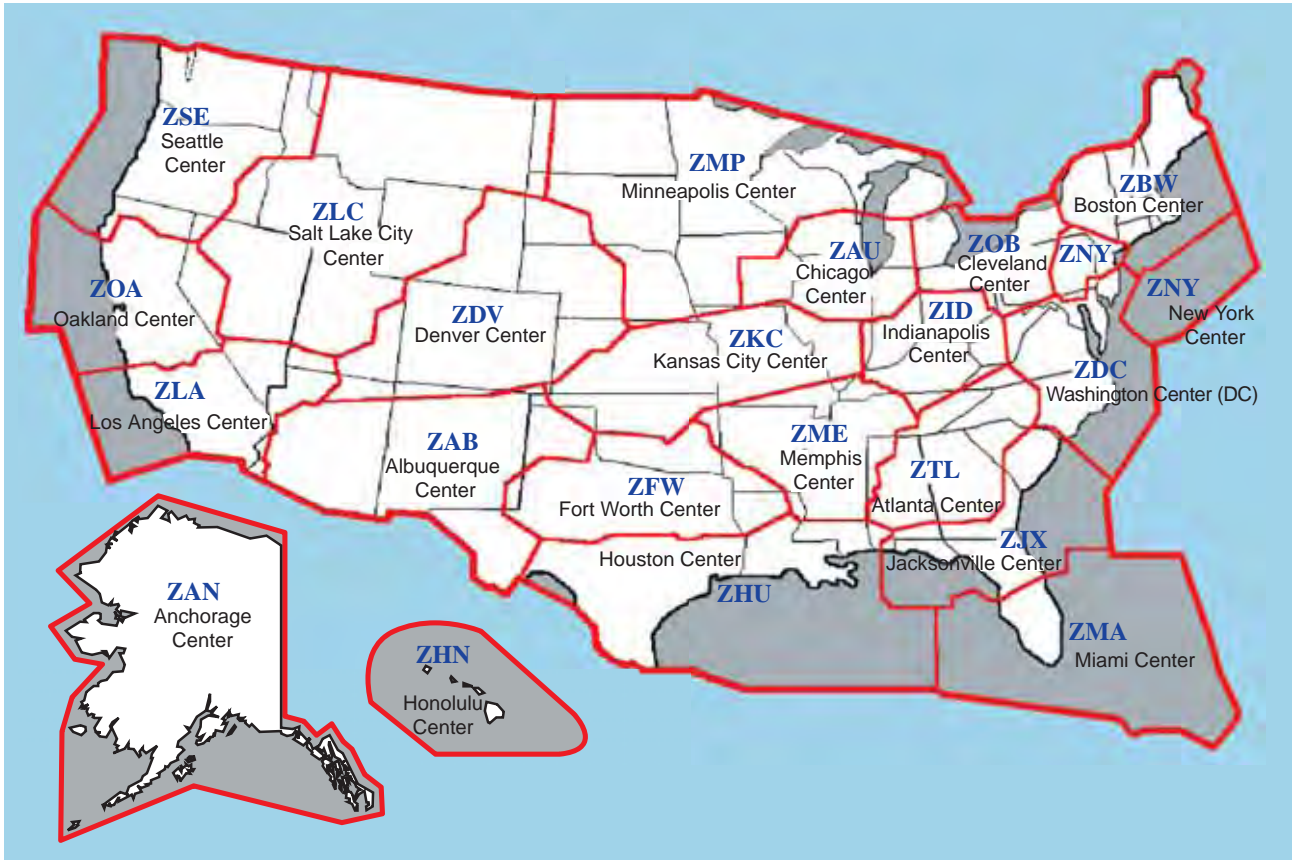 ZSE
Seattle
Center
ZLC
Salt Lake City
Center
ZMP
Minneapolis Center
ZBW
Boston Center
ZOA
Oakland Center
ZDV
Denver Center
ZAU
Chicago
Center
ZOB
Cleveland
Center
ZNY
ZNY
New York
Center
ZID
Indianapolis
Center
ZKC
Kansas City Center
ZDC
Washington Center (DC)
ZLA
Los Angeles Center
ZAB
Albuquerque
Center
ZFW
Fort Worth Center
ZME
Memphis
Center
ZTL
Atlanta Center
Houston Center
ZHU
ZJX
Jacksonville Center
ZMA
Miami Center
ZAN
Anchorage
Center
ZHN
Honolulu
Center